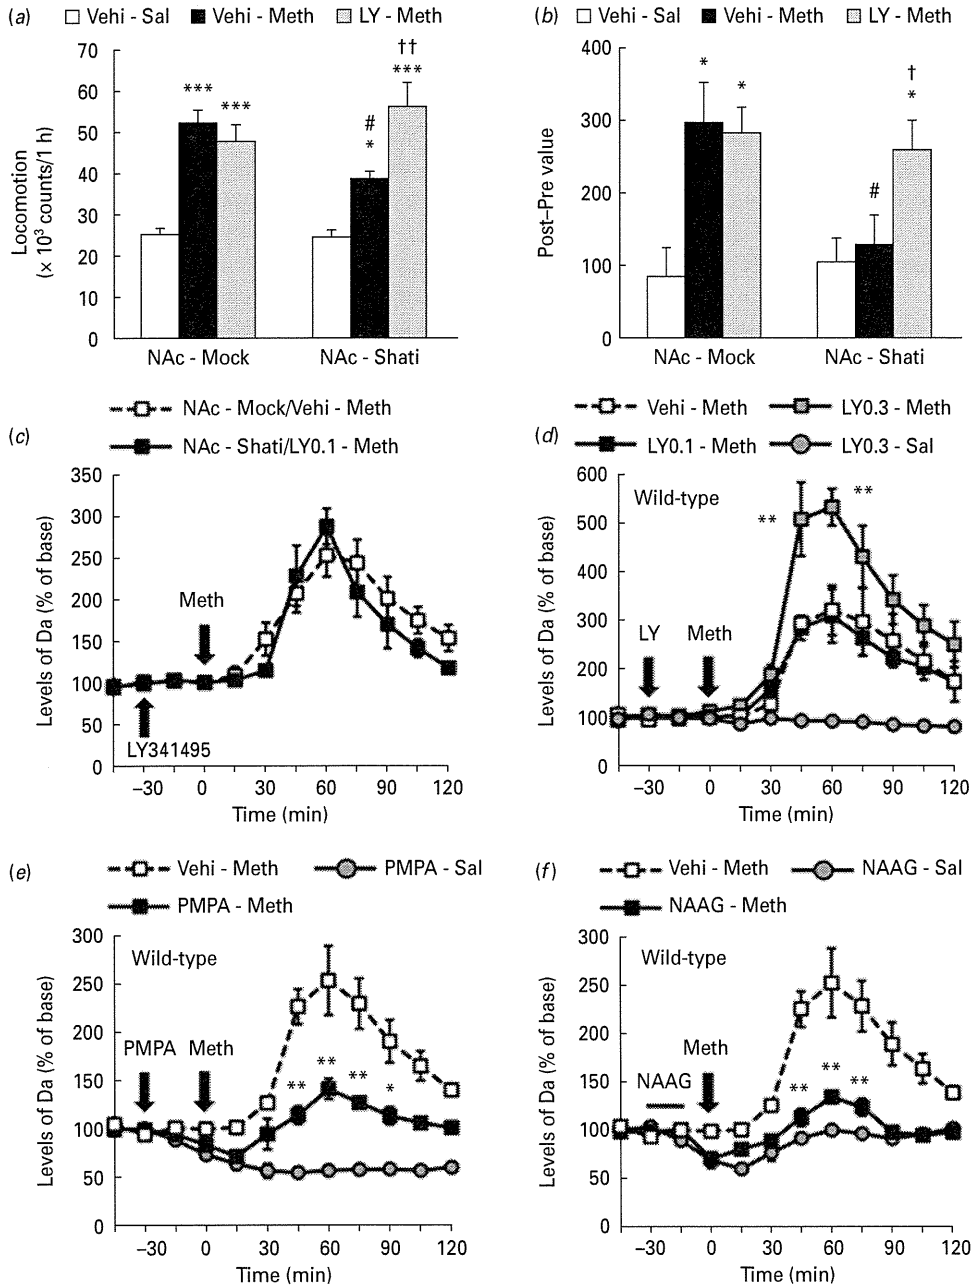 (a) Vehi - Sal Vehi - Meth LY - Meth
Locomotion
(× 10³ counts/1 h)
70
60
50
40
30
20
10
0
*** *** # * †† ***
NAc - Mock NAc - Shati
(b) Vehi - Sal Vehi - Meth LY - Meth
Post–Pre value
400
300
200
100
0
* * # † *
NAc - Mock NAc - Shati
(c) NAc - Mock/Vehi - Meth
NAc - Shati/LY0.1 - Meth
Levels of Da (% of base)
350
300
250
200
150
100
50
0
Meth
LY341495
−30 0 30 60 90 120
Time (min)
(d) Vehi - Meth LY0.3 - Meth
LY0.1 - Meth LY0.3 - Sal
Levels of Da (% of base)
600
500
400
300
200
100
0
Wild-type
** **
LY Meth
−30 0 30 60 90 120
Time (min)
(e) Vehi - Meth PMPA - Sal
PMPA - Meth
Levels of Da (% of base)
300
250
200
150
100
50
0
Wild-type
PMPA Meth
** ** ** *
−30 0 30 60 90 120
Time (min)
(f) Vehi - Meth NAAG - Sal
NAAG - Meth
Levels of Da (% of base)
300
250
200
150
100
50
0
Wild-type
Meth
NAAG
** ** **
−30 0 30 60 90 120
Time (min)